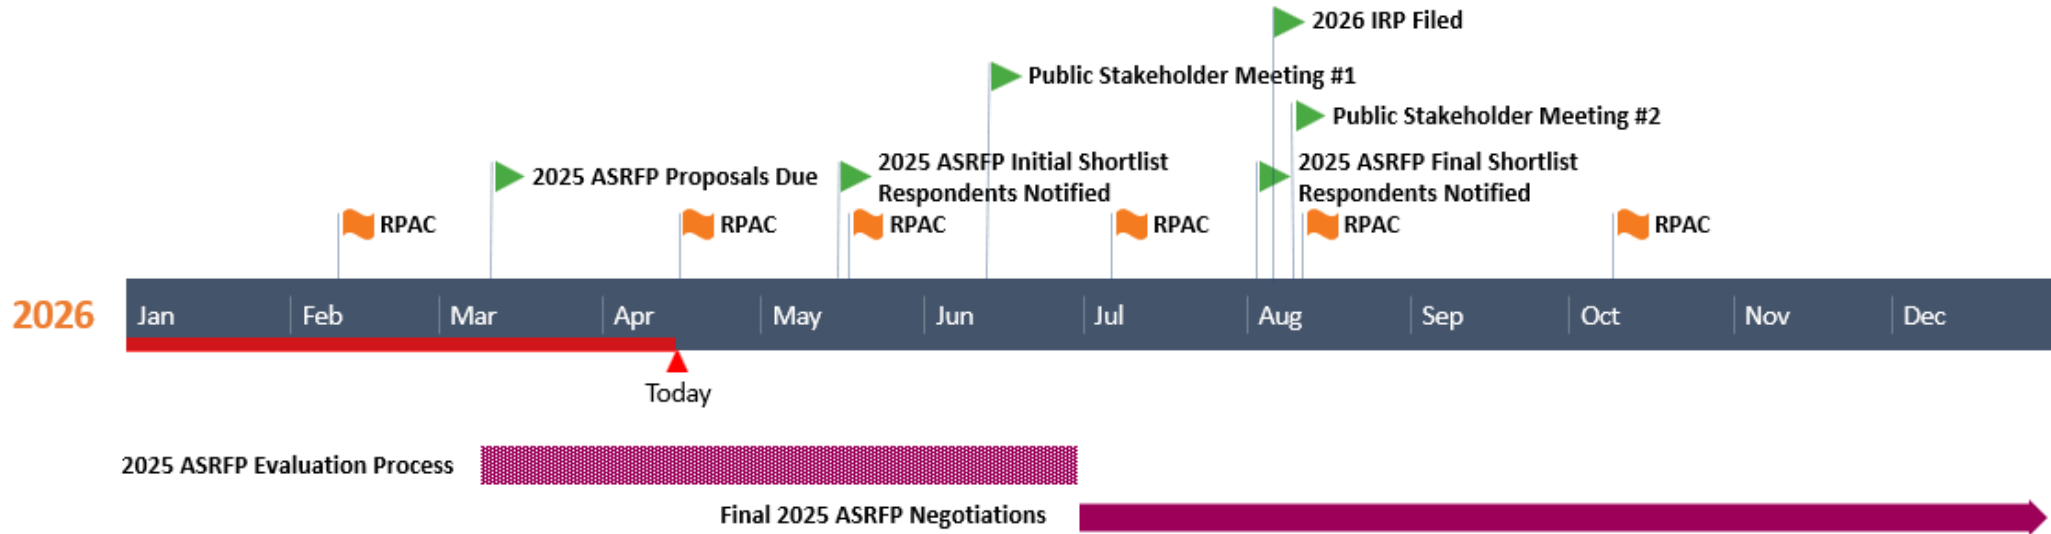 2026 IRP Filed
Public Stakeholder Meeting #1
Public Stakeholder Meeting #2
2025 ASRFP Proposals Due
2025 ASRFP Initial Shortlist
Respondents Notified
2025 ASRFP Final Shortlist
Respondents Notified
RPAC
RPAC
RPAC
RPAC
RPAC
RPAC
2026
Jan
Feb
Mar
Apr
May
Jun
Jul
Aug
Sep
Oct
Nov
Dec
Today
2025 ASRFP Evaluation Process
Final 2025 ASRFP Negotiations